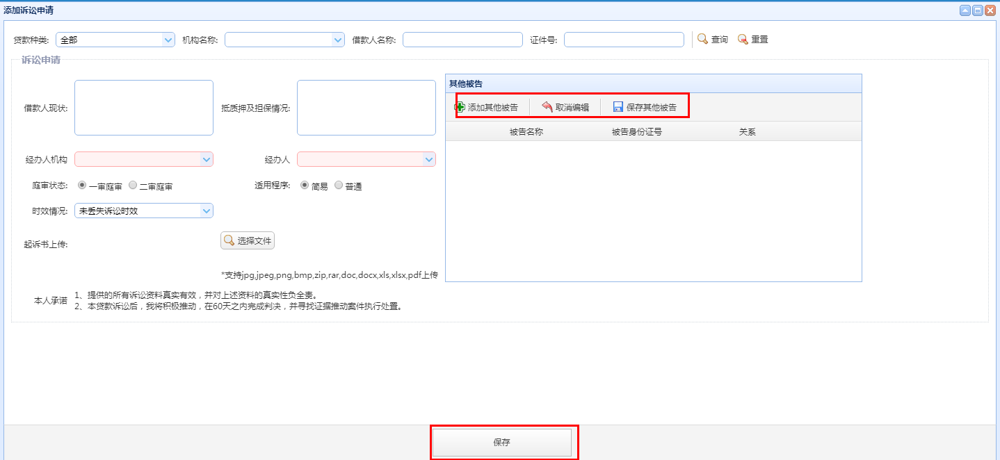 添加诉讼申请
贷款种类: 全部 机构名称: 借款人名称: 证件号: 查询 重置
诉讼申请
借款人现状:
抵质押及担保情况:
经办人机构
经办人
庭审状态: 一审庭审 二审庭审
适用程序: 简易 普通
时效情况: 未丢失诉讼时效
起诉书上传: 选择文件
*支持jpg,jpeg,png,bmp,zip,rar,doc,docx,xls,xlsx,pdf上传
本人承诺
1、提供的所有诉讼资料真实有效，并对上述资料的真实性负全责。
2、本贷款诉讼后，我将积极推动，在60天之内完成判决，并寻找证据推动案件执行处置。
其他被告
添加其他被告 取消编辑 保存其他被告
被告名称 被告身份证号 关系
保存